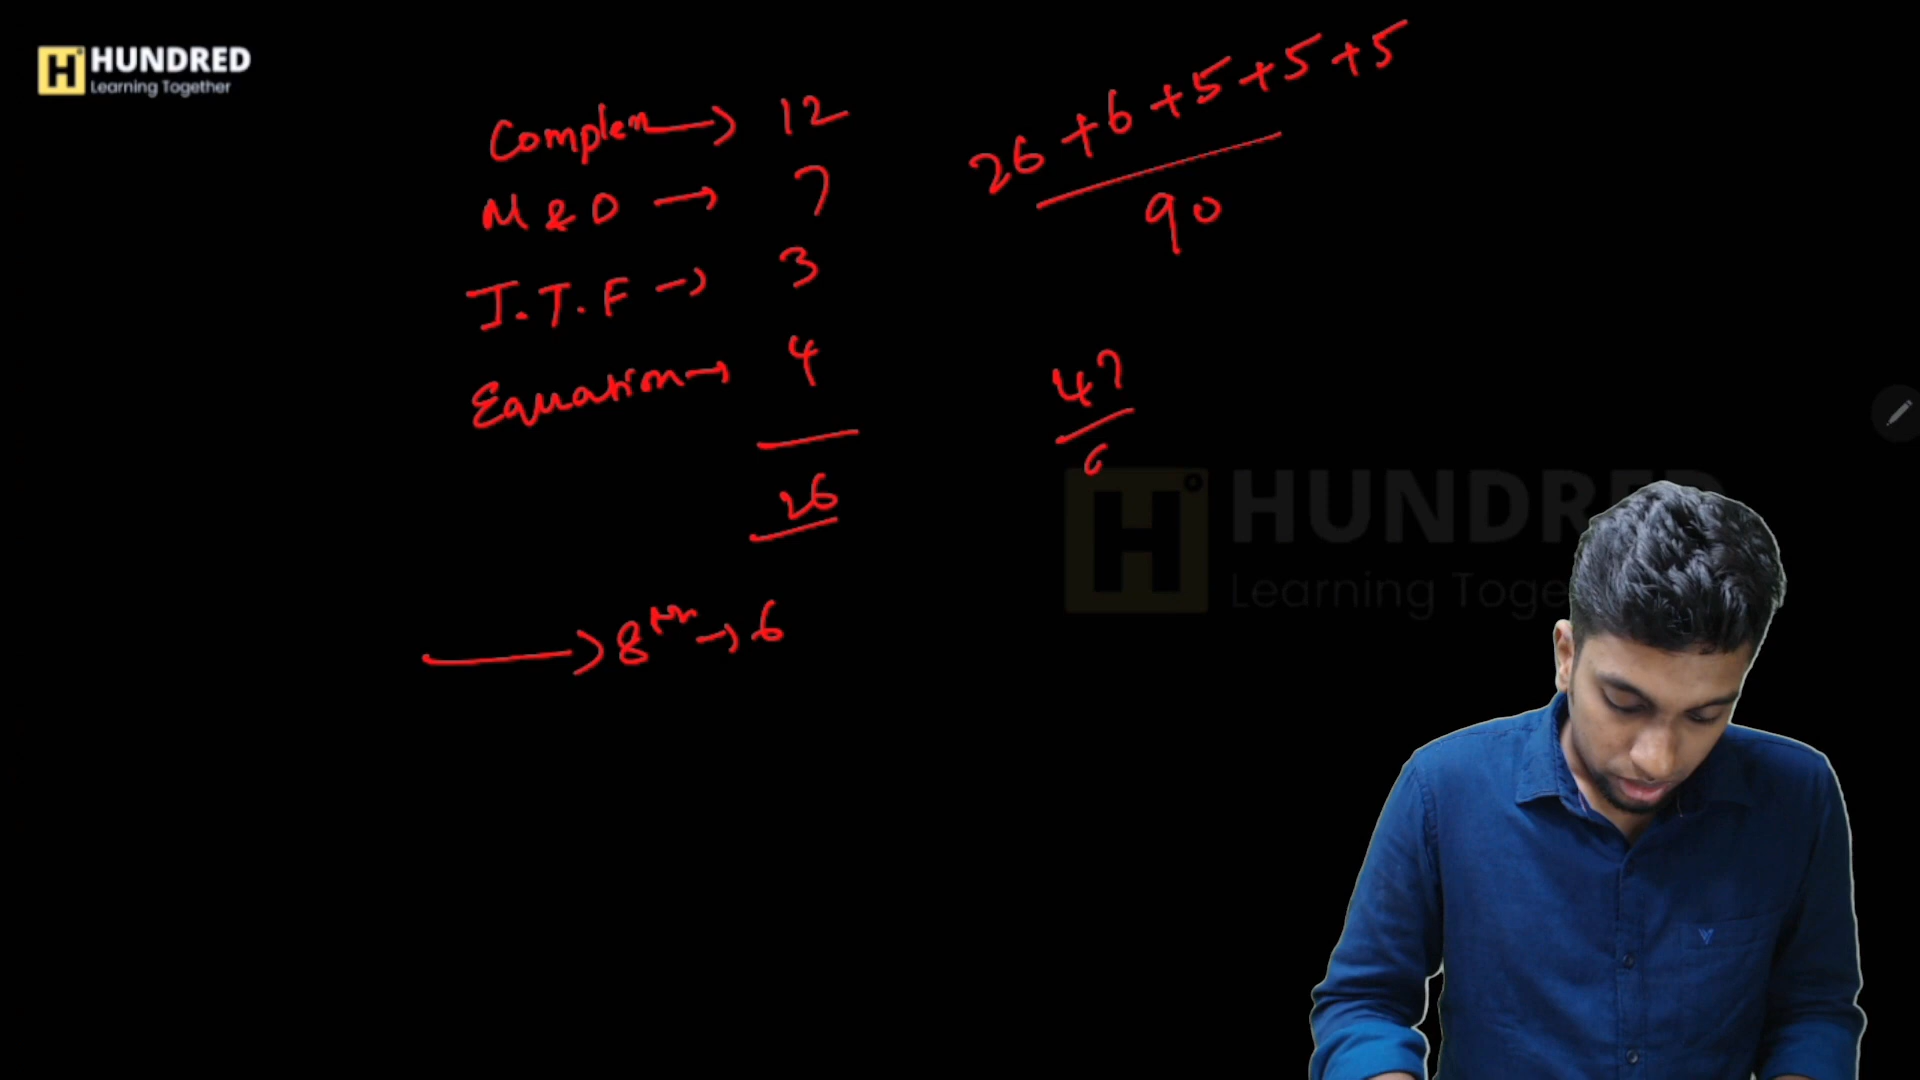 HUNDRED
Learning Together
Complex → 12
M & D → 7
I.T.F → 3
Equation → 4
26
→ 8th → 6
26 + 6 + 5 + 5 + 5
90
47
HUNDRED
Learning Toge